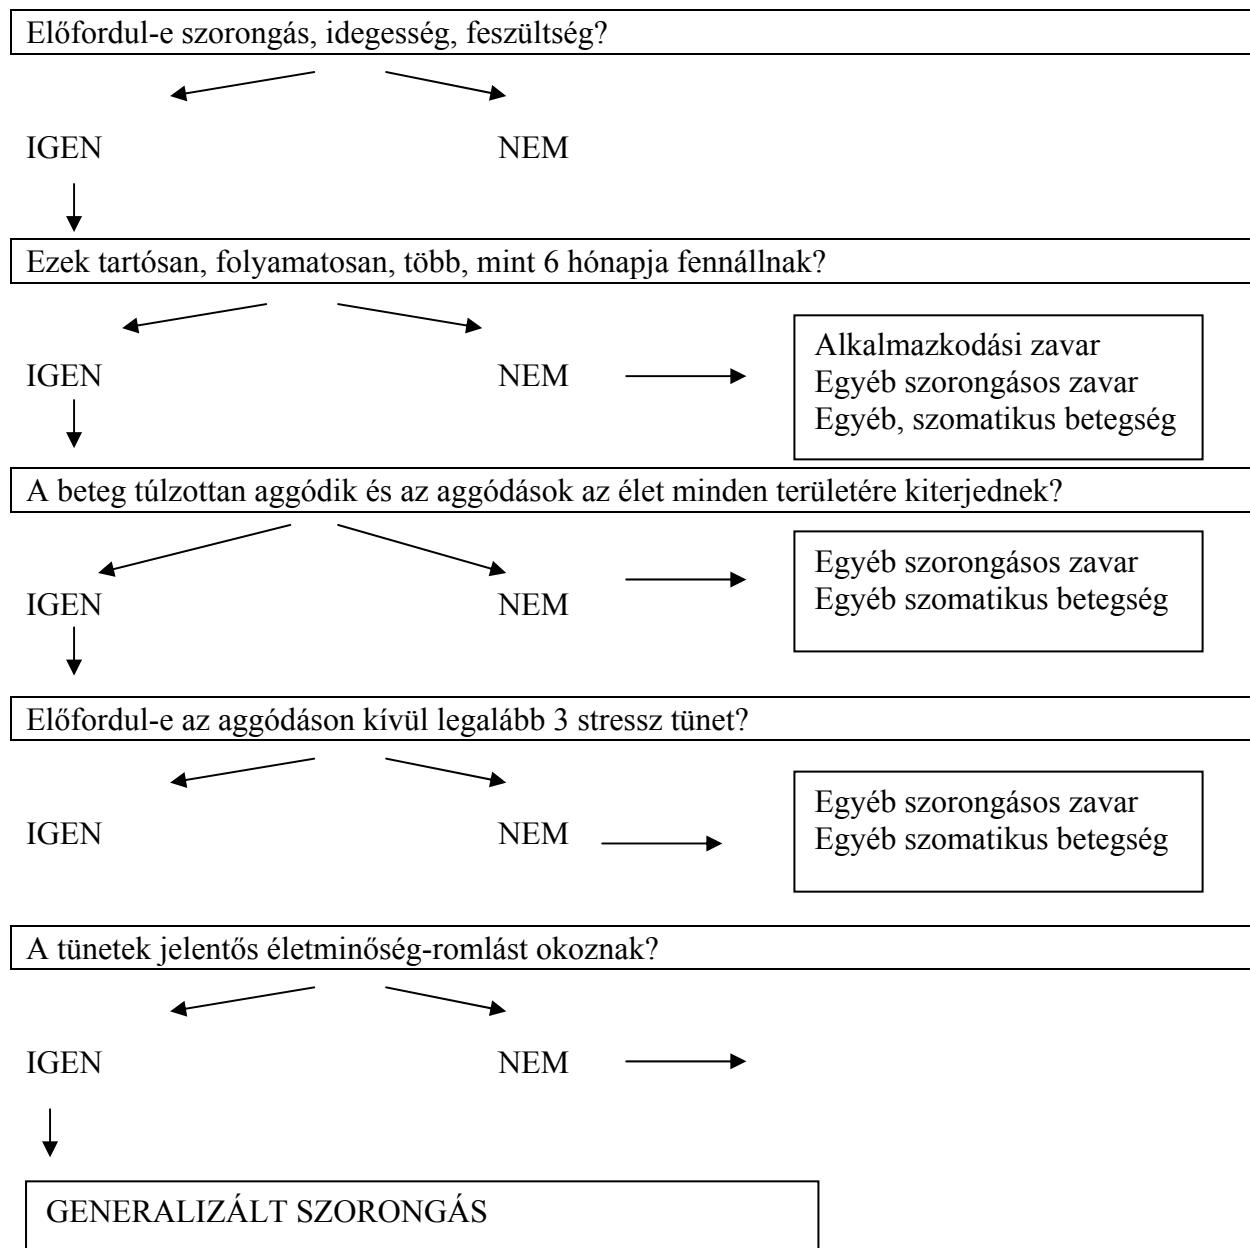 Előfordul-e szorongás, idegesség, feszültség?
IGEN
NEM
Ezek tartósan, folyamatosan, több, mint 6 hónapja fennállnak?
IGEN
NEM
Alkalmazkodási zavar
Egyéb szorongásos zavar
Egyéb, szomatikus betegség
A beteg túlzottan aggódik és az aggódások az élet minden területére kiterjednek?
IGEN
NEM
Egyéb szorongásos zavar
Egyéb szomatikus betegség
Előfordul-e az aggódáson kívül legalább 3 stressz tünet?
IGEN
NEM
Egyéb szorongásos zavar
Egyéb szomatikus betegség
A tünetek jelentős életminőség-romlást okoznak?
IGEN
NEM
GENERALIZÁLT SZORONGÁS